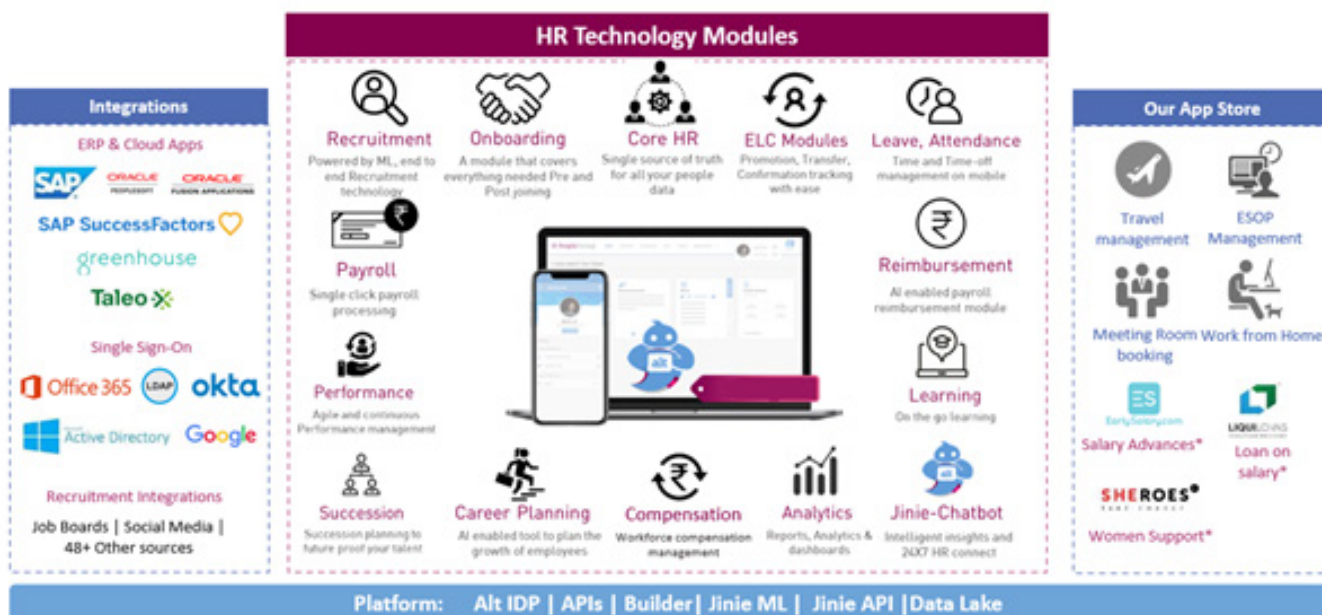 HR Technology Modules
Integrations
ERP & Cloud Apps
SAP
ORACLE
PEOPLESOFT
ORACLE
FUSION APPLICATIONS
SAP SuccessFactors
greenhouse
Taleo
Single Sign-On
Office 365
LDAP
okta
Active Directory
Google
Recruitment Integrations
Job Boards | Social Media |
48+ Other sources
Recruitment
Powered by ML, end to
end Recruitment
technology
Onboarding
A module that covers
everything needed Pre and
Post joining
Core HR
Single source of truth
for all your people
data
ELC Modules
Promotion, Transfer,
Confirmation tracking
with ease
Leave, Attendance
Time and Time-off
management on mobile
Payroll
Single click payroll
processing
Reimbursement
AI enabled payroll
reimbursement module
Performance
Agile and continuous
Performance management
alt
Learning
On the go learning
Succession
Succession planning to
future proof your talent
Career Planning
AI enabled tool to plan the
growth of employees
Compensation
Workforce compensation
management
Analytics
Reports, Analytics &
dashboards
Jinie-Chatbot
Intelligent insights and
24X7 HR connect
Our App Store
Travel
management
ESOP
Management
Meeting Room
booking
Work from Home
ES
EarlySalary.com
Salary Advances*
LIQUILOANS
Loan on
salary*
SHEROES
Women Support*
Platform: Alt IDP | APIs | Builder| Jinie ML | Jinie API |Data Lake